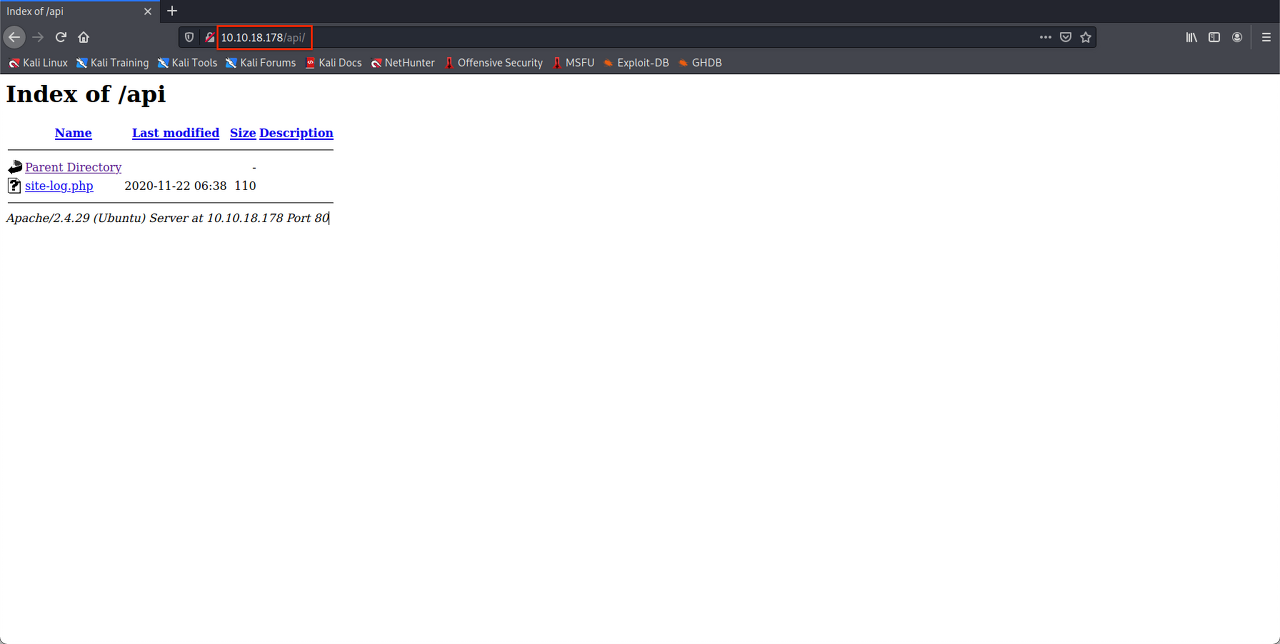 Index of /api
10.10.18.178/api/
Kali Linux Kali Training Kali Tools Kali Forums Kali Docs NetHunter Offensive Security MSFU Exploit-DB GHDB
Index of /api
Name Last modified Size Description
Parent Directory -
site-log.php 2020-11-22 06:38 110
Apache/2.4.29 (Ubuntu) Server at 10.10.18.178 Port 80